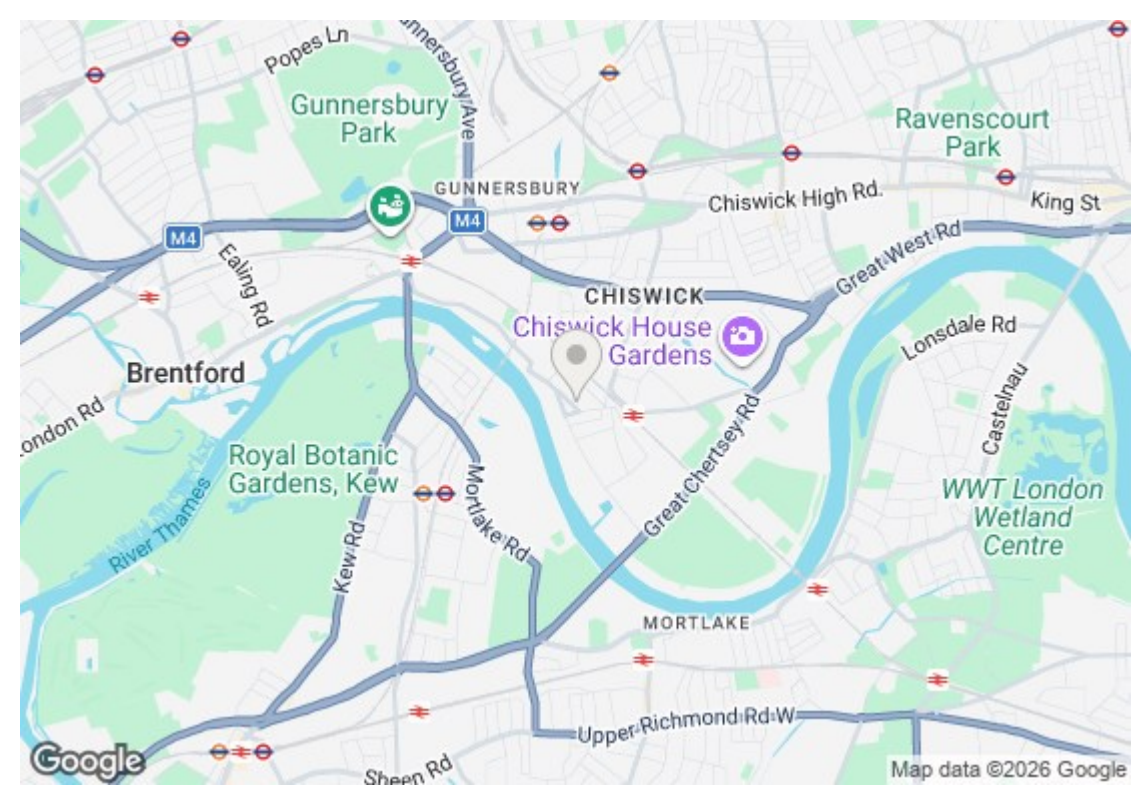 Popes Ln
Gunnersbury Ave
Gunnersbury
Park
Ravenscourt
Park
GUNNERSBURY
Chiswick High Rd.
King St
M4
M4
Great West Rd
Ealing Rd
CHISWICK
Chiswick House
Gardens
Lonsdale Rd
Brentford
London Rd
Castelnau
Royal Botanic
Gardens, Kew
Mortlake Rd
Great Chertsey Rd
WWT London
Wetland
Centre
River Thames
Kew Rd
MORTLAKE
Upper Richmond Rd W
Sheen Rd
Google
Map data ©2026 Google